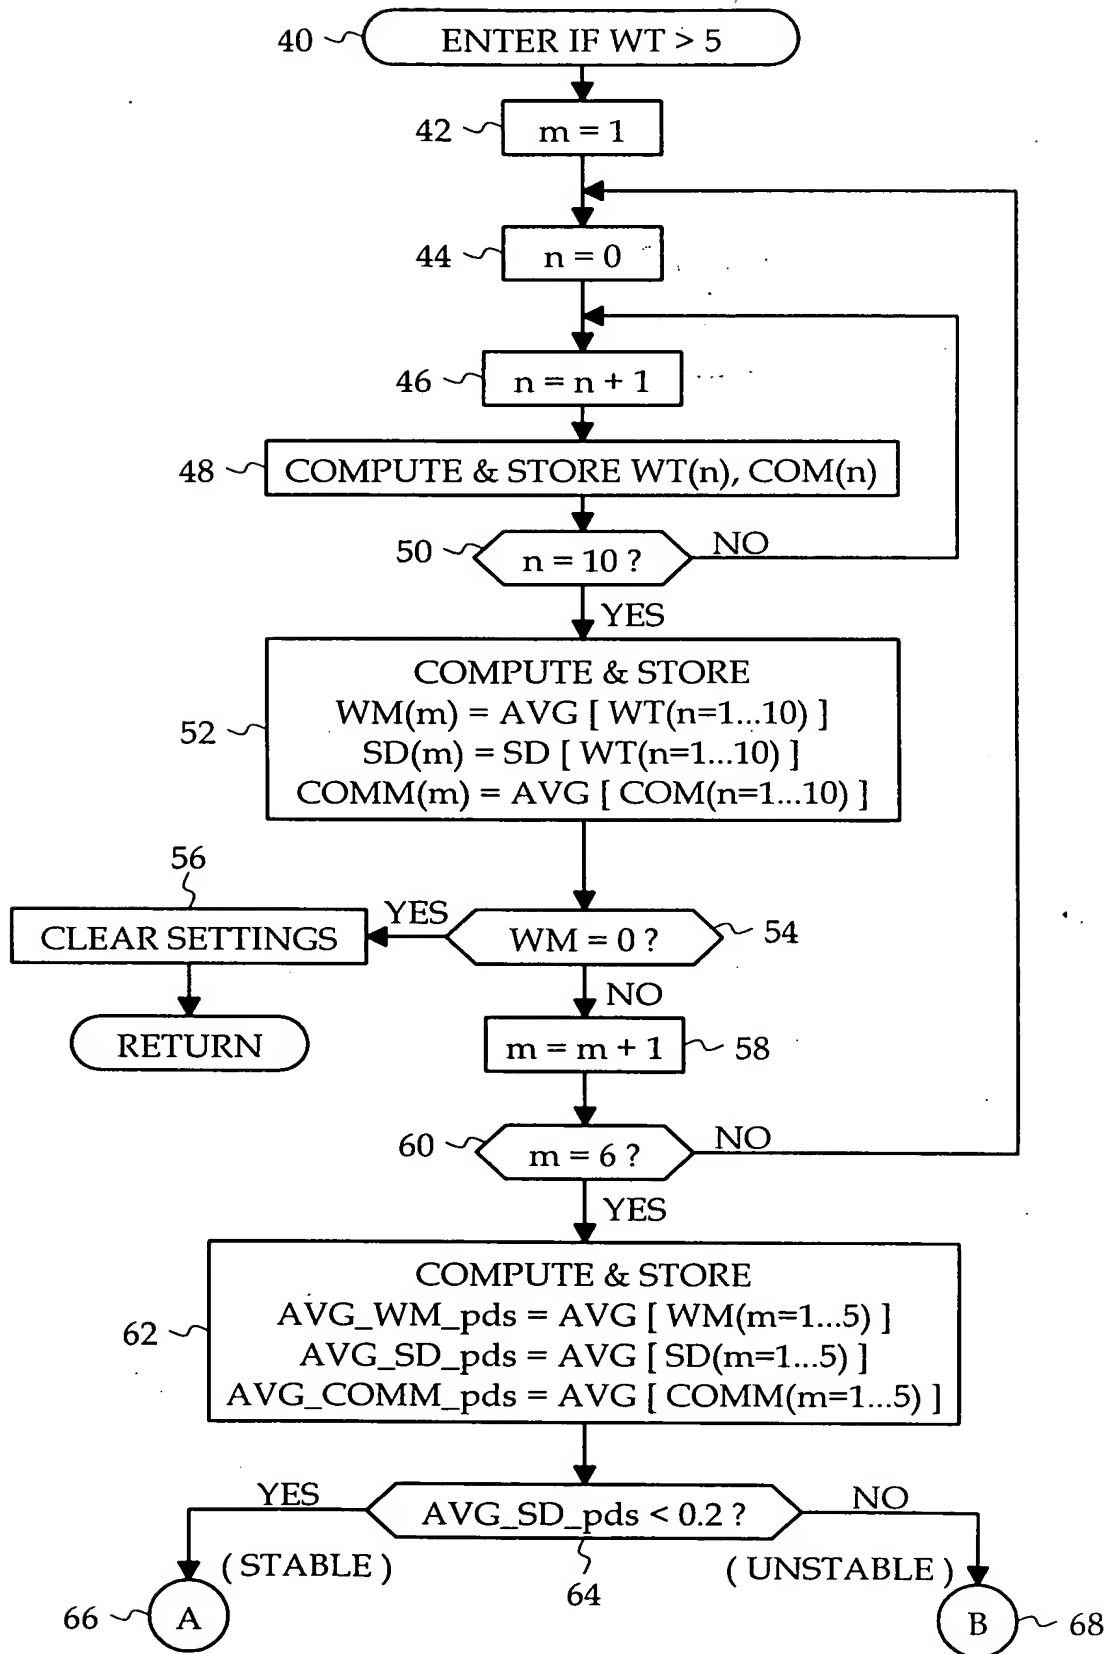 40 ENTER IF WT > 5
42 m = 1
44 n = 0
46 n = n + 1
48 COMPUTE & STORE WT(n), COM(n)
50 n = 10 ? NO
YES
COMPUTE & STORE
WM(m) = AVG [ WT(n=1...10) ]
52 SD(m) = SD [ WT(n=1...10) ]
COMM(m) = AVG [ COM(n=1...10) ]
56
CLEAR SETTINGS YES WM = 0 ? 54
NO
RETURN m = m + 1 58
60 m = 6 ? NO
YES
COMPUTE & STORE
AVG_WM_pds = AVG [ WM(m=1...5) ]
62 AVG_SD_pds = AVG [ SD(m=1...5) ]
AVG_COMM_pds = AVG [ COMM(m=1...5) ]
YES AVG_SD_pds < 0.2 ? NO
( STABLE ) 64 ( UNSTABLE )
66 A B 68